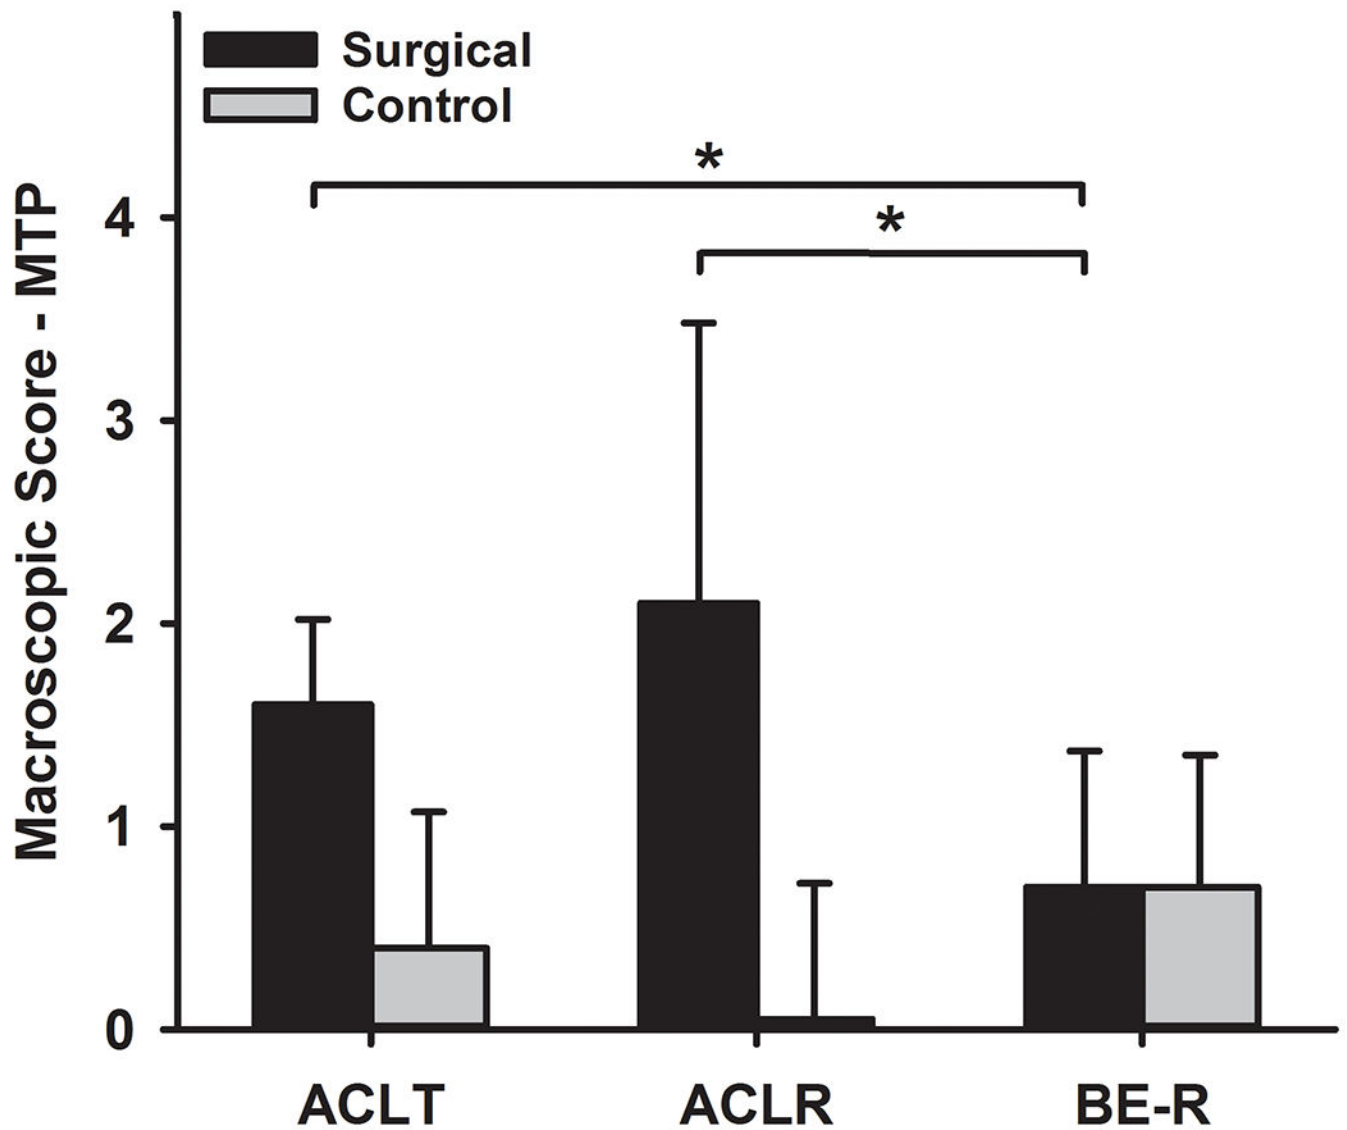 Surgical
Control
*
*
Macroscopic Score - MTP
4
3
2
1
0
ACLT
ACLR
BE-R